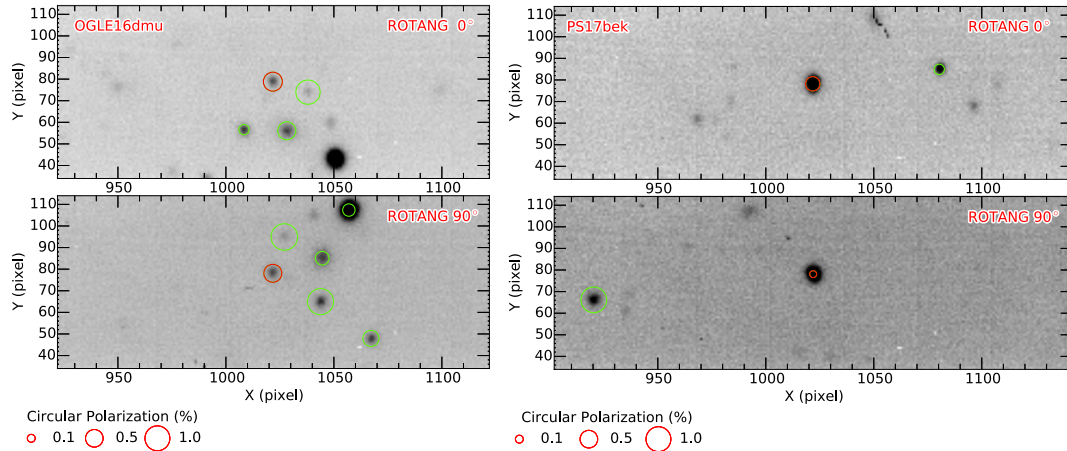 OGLE16dmu ROTANG 0°
110
100
90
80
70
60
50
40
Y (pixel)
950 1000 1050 1100
ROTANG 90°
110
100
90
80
70
60
50
40
Y (pixel)
950 1000 1050 1100
X (pixel)
Circular Polarization (%)
0.1 0.5 1.0
PS17bek ROTANG 0°
110
100
90
80
70
60
50
40
Y (pixel)
950 1000 1050 1100
ROTANG 90°
110
100
90
80
70
60
50
40
Y (pixel)
950 1000 1050 1100
X (pixel)
Circular Polarization (%)
0.1 0.5 1.0